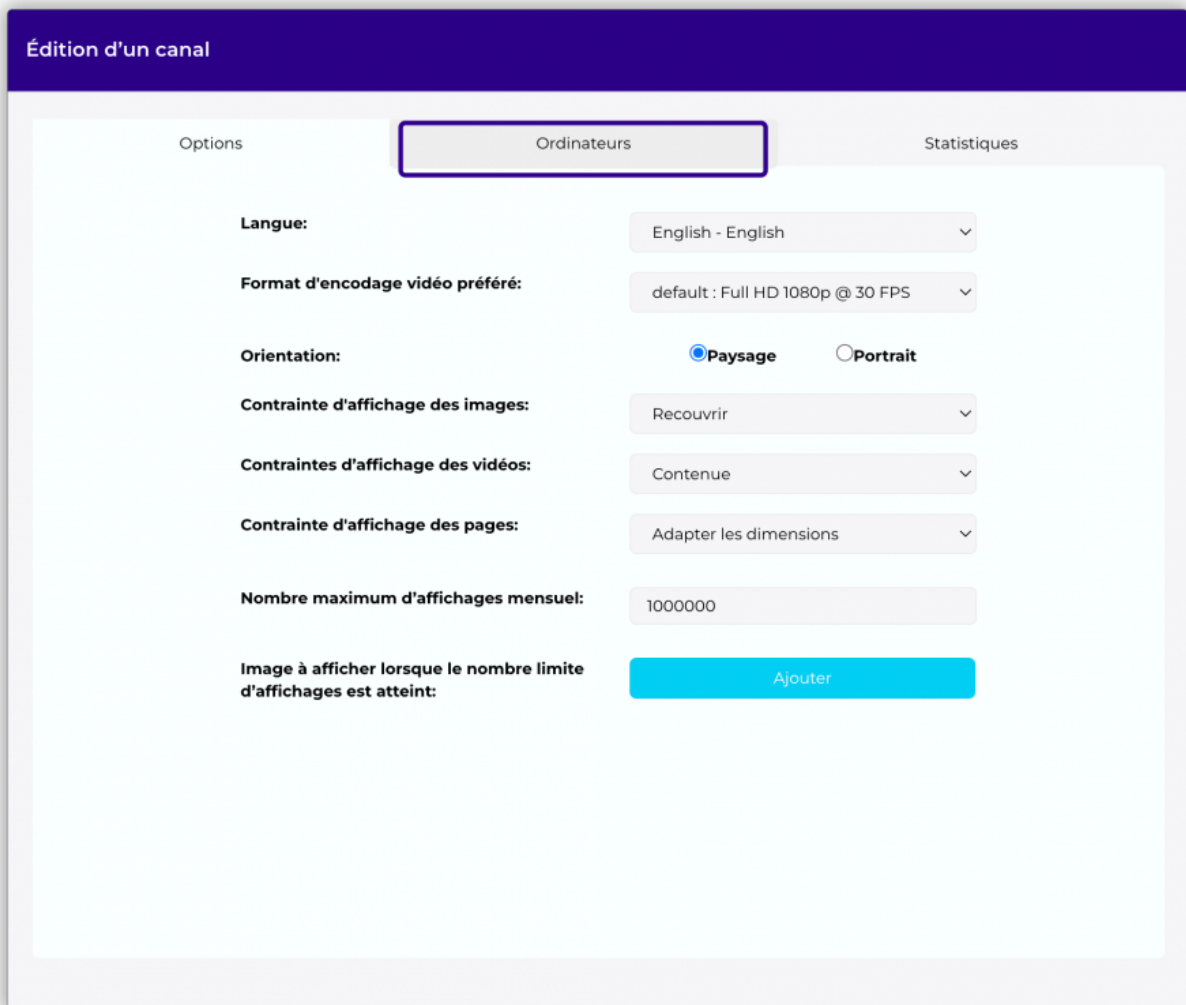 Édition d’un canal
Options
Ordinateurs
Statistiques
Langue:
English - English
Format d'encodage vidéo préféré:
default : Full HD 1080p @ 30 FPS
Orientation:
Paysage
Portrait
Contrainte d'affichage des images:
Recouvrir
Contraintes d’affichage des vidéos:
Contenue
Contrainte d'affichage des pages:
Adapter les dimensions
Nombre maximum d’affichages mensuel:
1000000
Image à afficher lorsque le nombre limite
d’affichages est atteint:
Ajouter